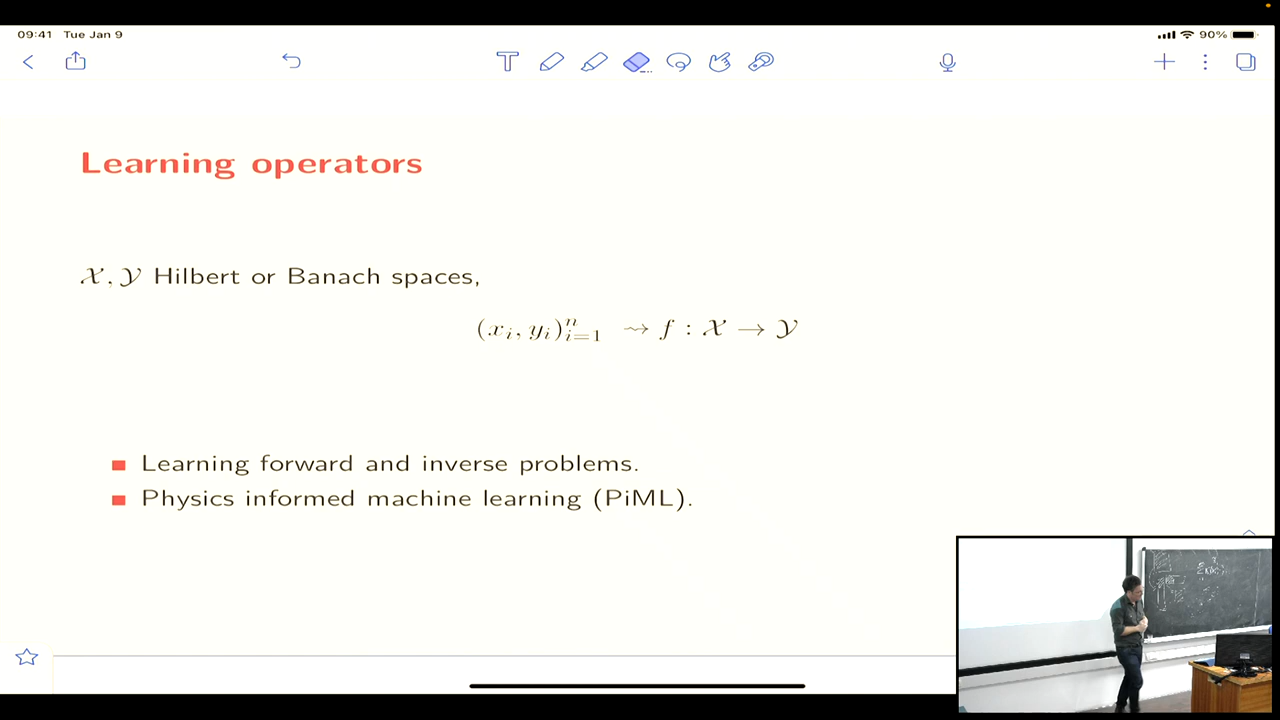 09:41 Tue Jan 9
90%
Learning operators
𝒳, 𝒴 Hilbert or Banach spaces,
(xᵢ, yᵢ)ⁿᵢ₌₁ ⇝ f : 𝒳 → 𝒴
Learning forward and inverse problems.
Physics informed machine learning (PiML).